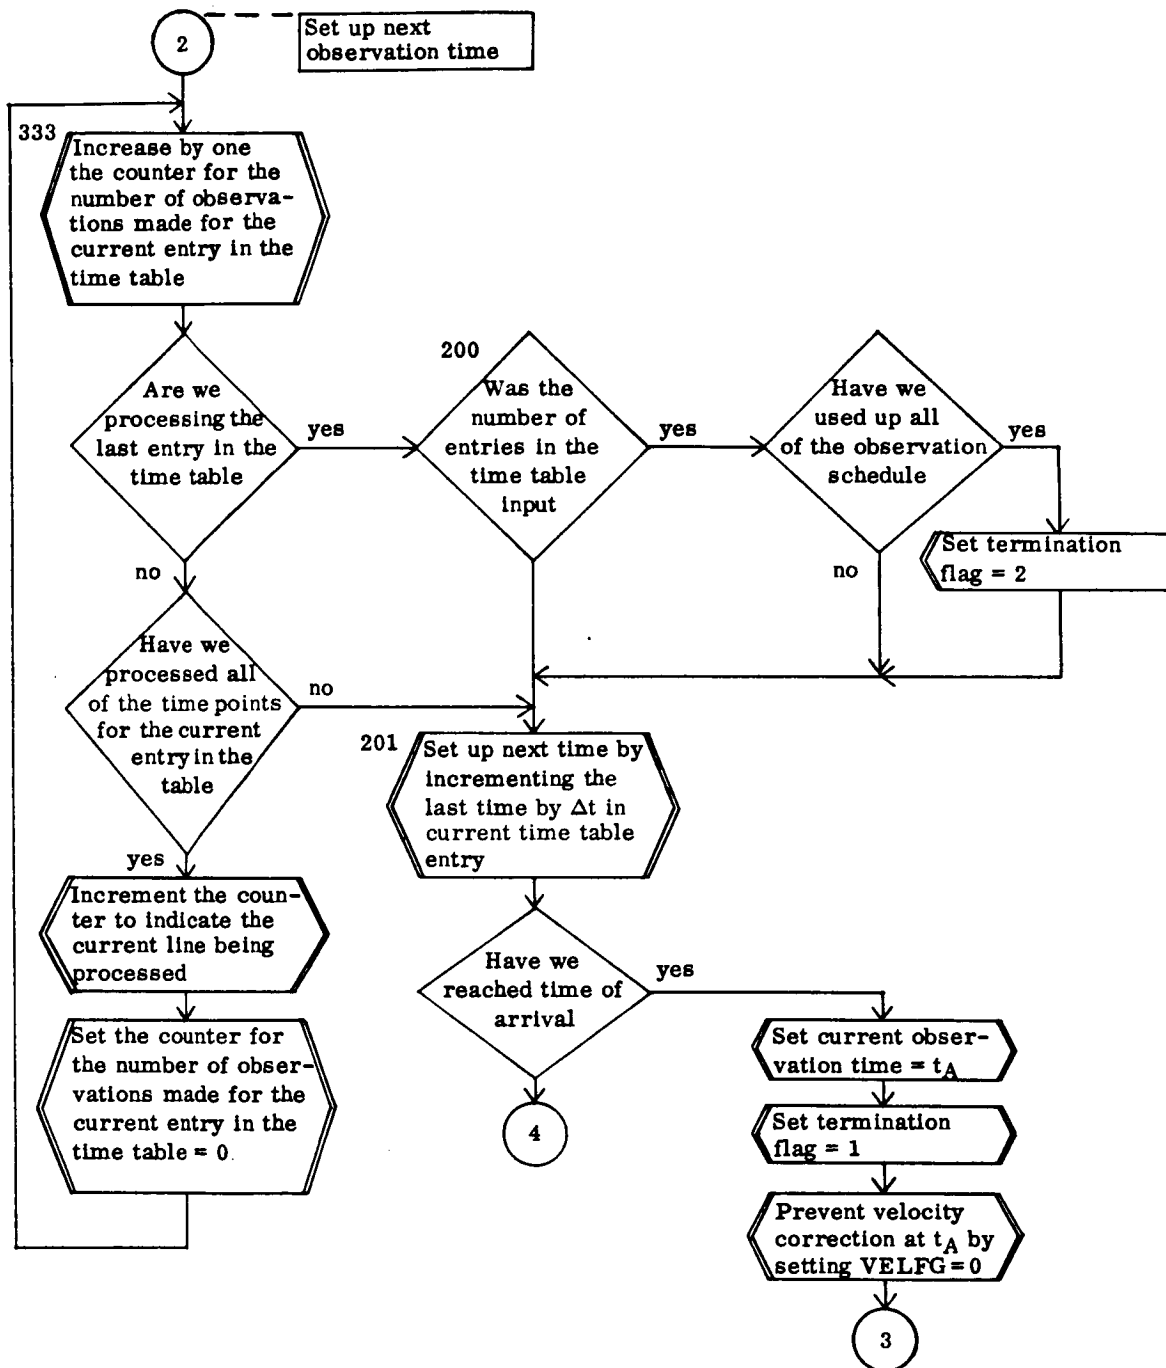 2
Set up next
observation time
333
Increase by one
the counter for the
number of observa-
tions made for the
current entry in the
time table
Are we
processing the
last entry in the
time table
yes
200
Was the
number of
entries in the
time table
input
yes
Have we
used up all
of the observation
schedule
yes
Set termination
flag = 2
no
no
Have we
processed all
of the time points
for the current
entry in the
table
no
201
Set up next time by
incrementing the
last time by Δt in
current time table
entry
yes
Increment the coun-
ter to indicate the
current line being
processed
Set the counter for
the number of obser-
vations made for the
current entry in the
time table = 0.
Have we
reached time of
arrival
yes
4
Set current obser-
vation time = tA
Set termination
flag = 1
Prevent velocity
correction at tA by
setting VELFG = 0
3